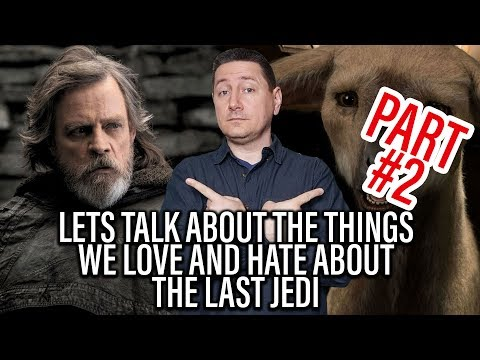 PART
#2
LETS TALK ABOUT THE THINGS
WE LOVE AND HATE ABOUT
THE LAST JEDI